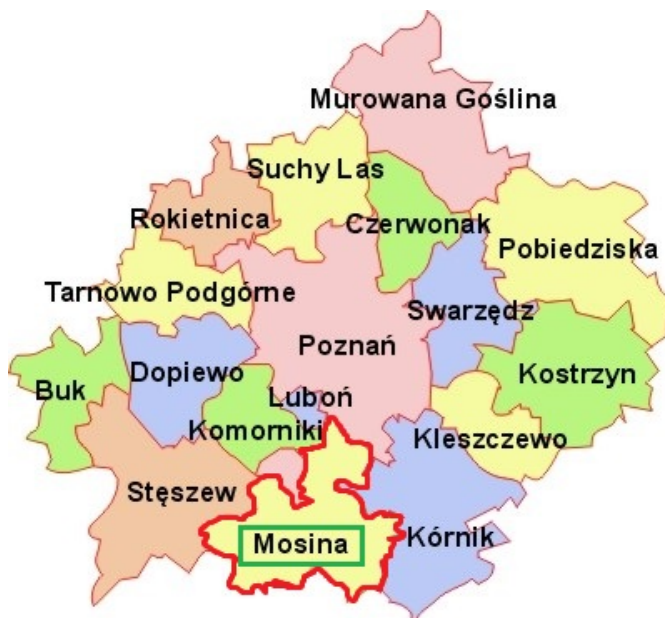 Murowana Goślina
Suchy Las
Rokietnica
Czerwonak
Pobiedziska
Tarnowo Podgórne
Swarzędz
Poznań
Dopiewo
Kostrzyn
Buk
Luboń
Komorniki
Kleszczewo
Stęszew
Mosina
Kórnik